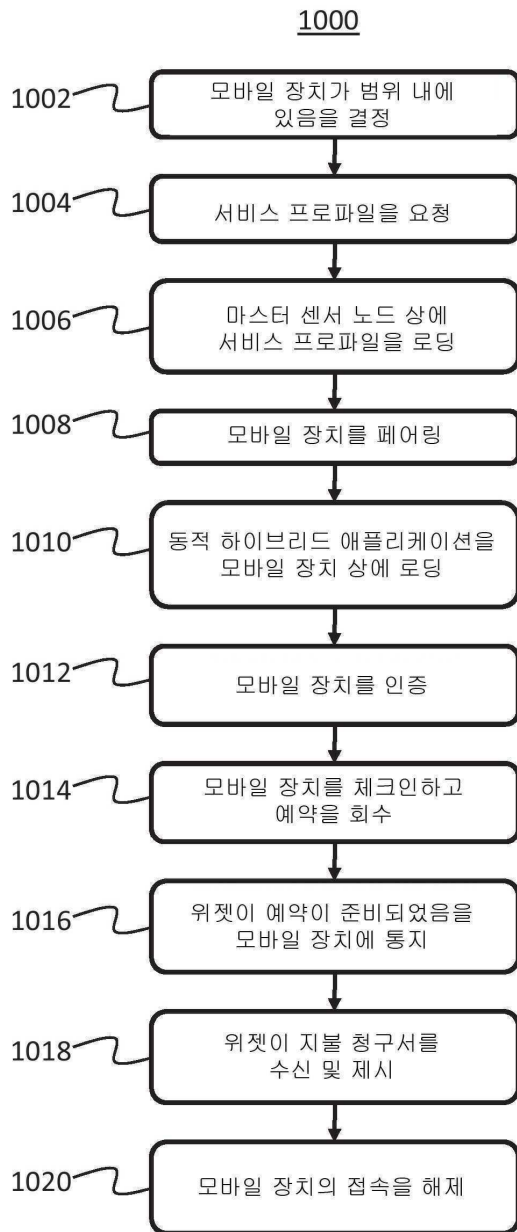 1000
1002
모바일 장치가 범위 내에
있음을 결정
1004
서비스 프로파일을 요청
1006
마스터 센서 노드 상에
서비스 프로파일을 로딩
1008
모바일 장치를 페어링
1010
동적 하이브리드 애플리케이션을
모바일 장치 상에 로딩
1012
모바일 장치를 인증
1014
모바일 장치를 체크인하고
예약을 회수
1016
위젯이 예약이 준비되었음을
모바일 장치에 통지
1018
위젯이 지불 청구서를
수신 및 제시
1020
모바일 장치의 접속을 해제